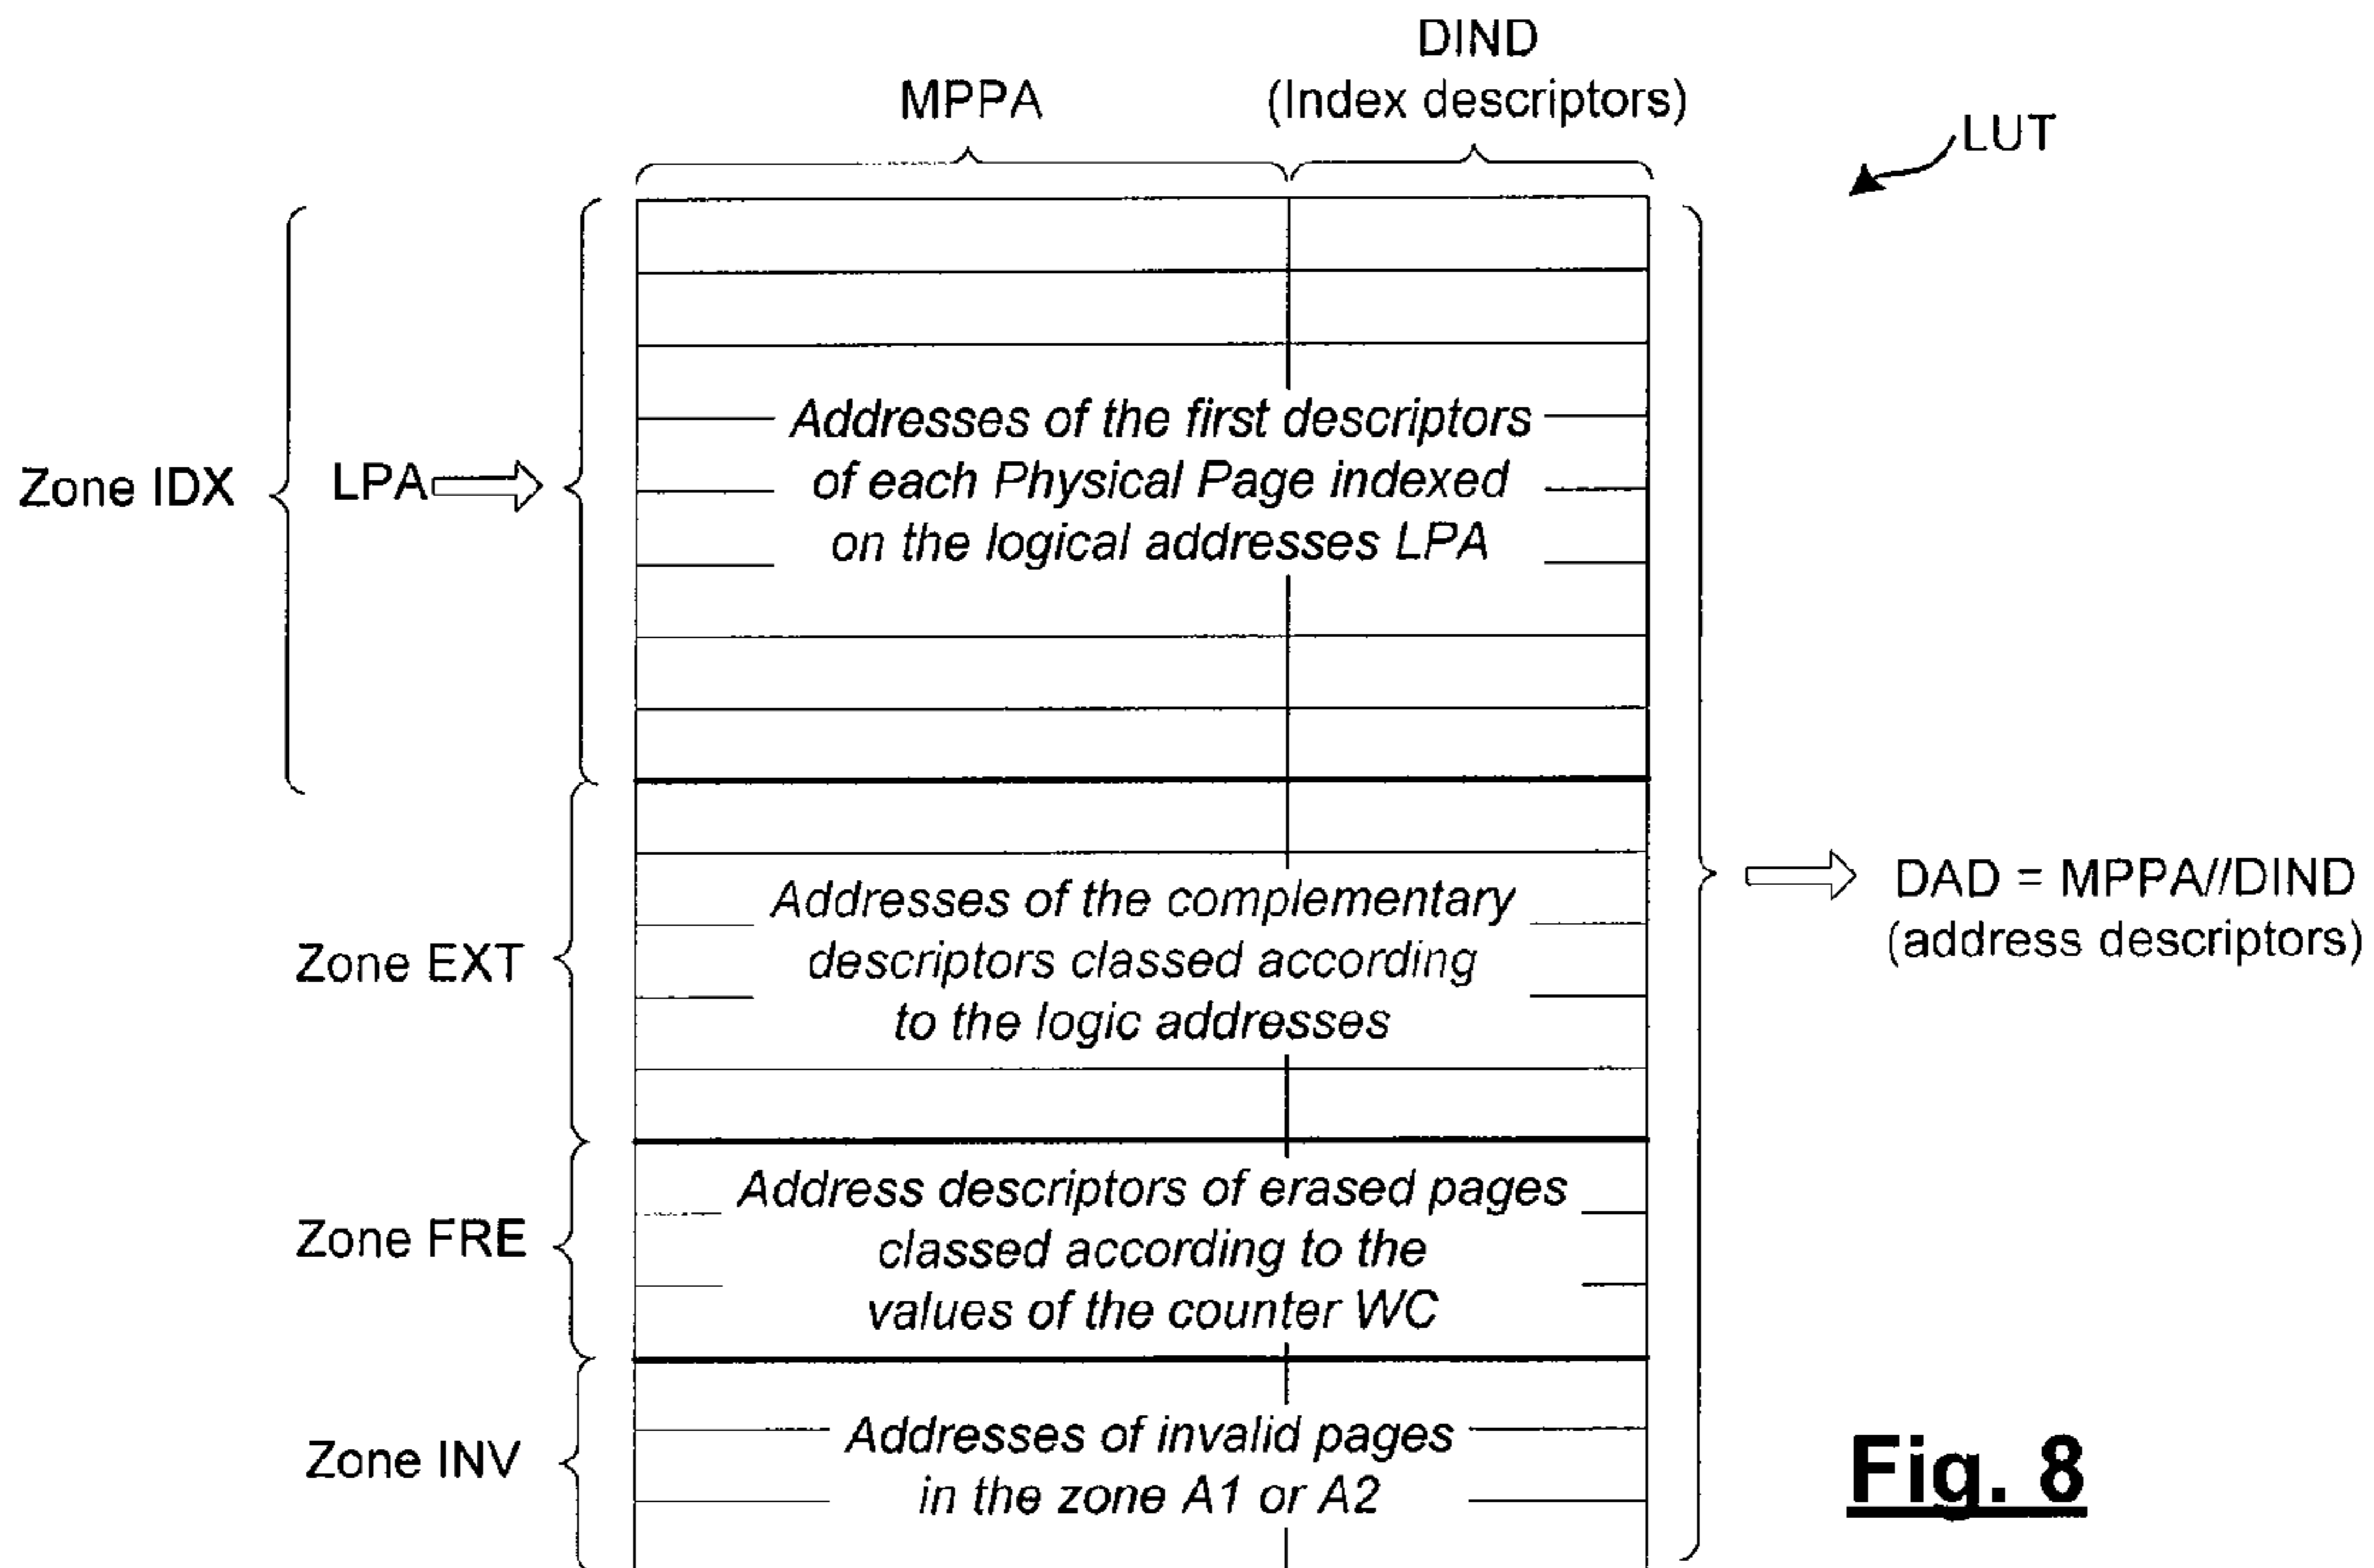 DIND
MPPA
(Index descriptors)
LUT
Addresses of the first descriptors
Zone IDX
LPA
of each Physical Page indexed
on the logical addresses LPA
DAD = MPPA//DIND
(address descriptors)
Addresses of the complementary
Zone EXT
descriptors classed according
to the logic addresses
Address descriptors of erased pages
Zone FRE
classed according to the
values of the counter WC
Addresses of invalid pages
Zone INV
in the zone A1 or A2
Fig. 8